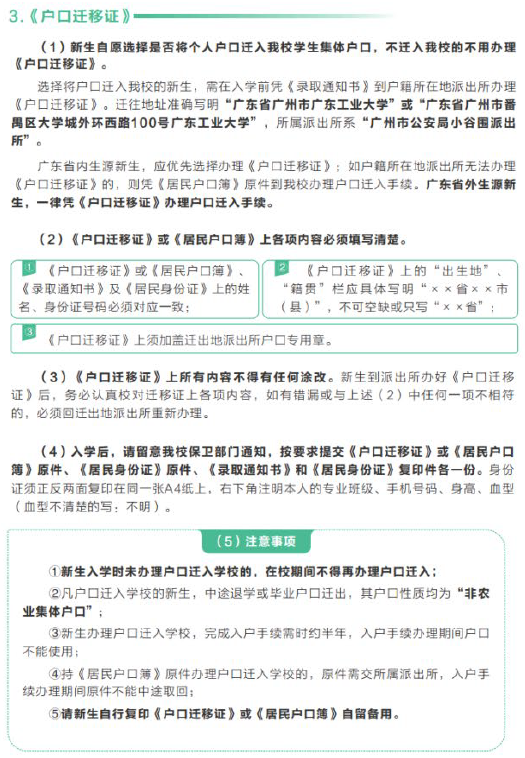 3.《户口迁移证》
（1）新生自愿选择是否将个人户口迁入我校学生集体户口，不迁入我校的不用办理
《户口迁移证》。
选择将户口迁入我校的新生，需在入学前凭《录取通知书》到户籍所在地派出所办理
《户口迁移证》。迁往地址准确写明“广东省广州市广东工业大学”或“广东省广州市番
禺区大学城外环西路100号广东工业大学”，所属派出所系“广州市公安局小谷围派出
所”。
广东省内生源新生，应优先选择办理《户口迁移证》；如户籍所在地派出所无法办理
《户口迁移证》的，则凭《居民户口簿》原件到我校办理户口迁入手续。广东省外生源新
生，一律凭《户口迁移证》办理户口迁入手续。
（2）《户口迁移证》或《居民户口簿》上各项内容必须填写清楚。
①《户口迁移证》或《居民户口簿》、
《录取通知书》及《居民身份证》上的姓
名、身份证号码必须对应一致；
②《户口迁移证》上的“出生地”、
“籍贯”栏应具体写明“××省××市
（县）”，不可空缺或只写“××省”；
③《户口迁移证》上须加盖迁出地派出所户口专用章。
（3）《户口迁移证》上所有内容不得有任何涂改。新生到派出所办好《户口迁移
证》后，务必认真校对迁移证上各项内容，如有错漏或与上述（2）中任何一项不相符
的，必须回迁出地派出所重新办理。
（4）入学后，请留意我校保卫部门通知，按要求提交《户口迁移证》或《居民户口
簿》原件、《居民身份证》原件、《录取通知书》和《居民身份证》复印件各一份。身份
证须正反两面复印在同一张A4纸上，右下角注明本人的专业班级、手机号码、身高、血型
（血型不清楚的写：不明）。
（5）注意事项
①新生入学时未办理户口迁入学校的，在校期间不得再办理户口迁入；
②凡户口迁入学校的新生，中途退学或毕业户口迁出，其户口性质均为“非农
业集体户口”；
③新生办理户口迁入学校，完成入户手续需时约半年，入户手续办理期间户口
不能使用；
④持《居民户口簿》原件办理户口迁入学校的，原件需交所属派出所，入户手
续办理期间原件不能中途取回；
⑤请新生自行复印《户口迁移证》或《居民户口簿》自留备用。